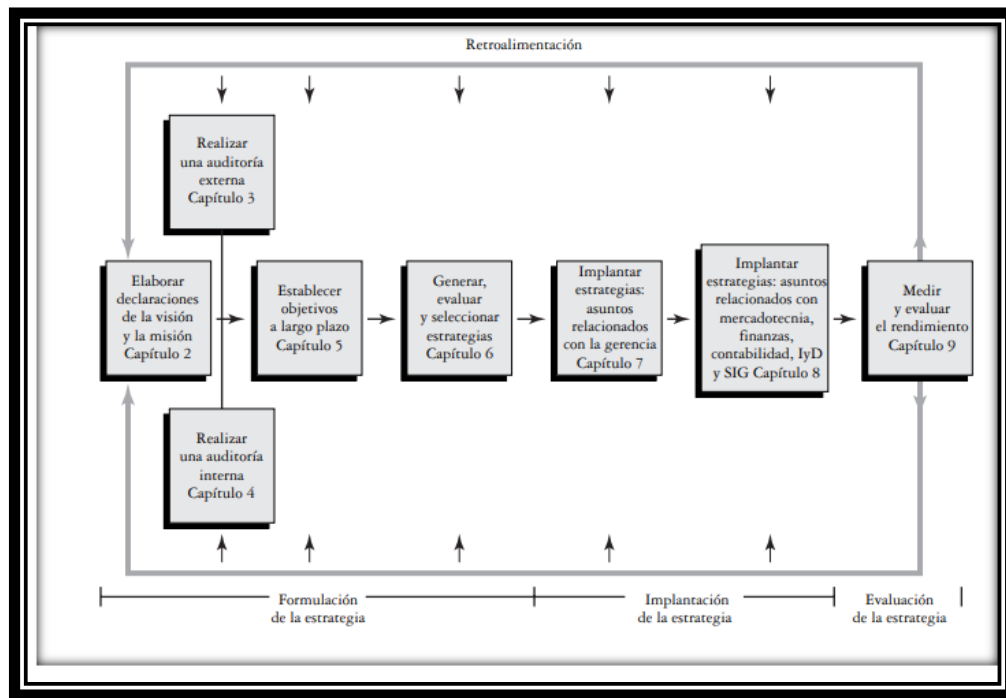 Retroalimentación
Realizar
una auditoría
externa
Capítulo 3
Elaborar
declaraciones
de la visión
y la misión
Capítulo 2
Establecer
objetivos
a largo plazo
Capítulo 5
Generar,
evaluar
y seleccionar
estrategias
Capítulo 6
Implantar
estrategias:
asuntos
relacionados
con la gerencia
Capítulo 7
Implantar
estrategias: asuntos
relacionados con
mercadotecnia,
finanzas,
contabilidad, IyD
y SIG Capítulo 8
Medir
y evaluar
el rendimiento
Capítulo 9
Realizar
una auditoría
interna
Capítulo 4
Formulación
de la estrategia
Implantación
de la estrategia
Evaluación
de la estrategia